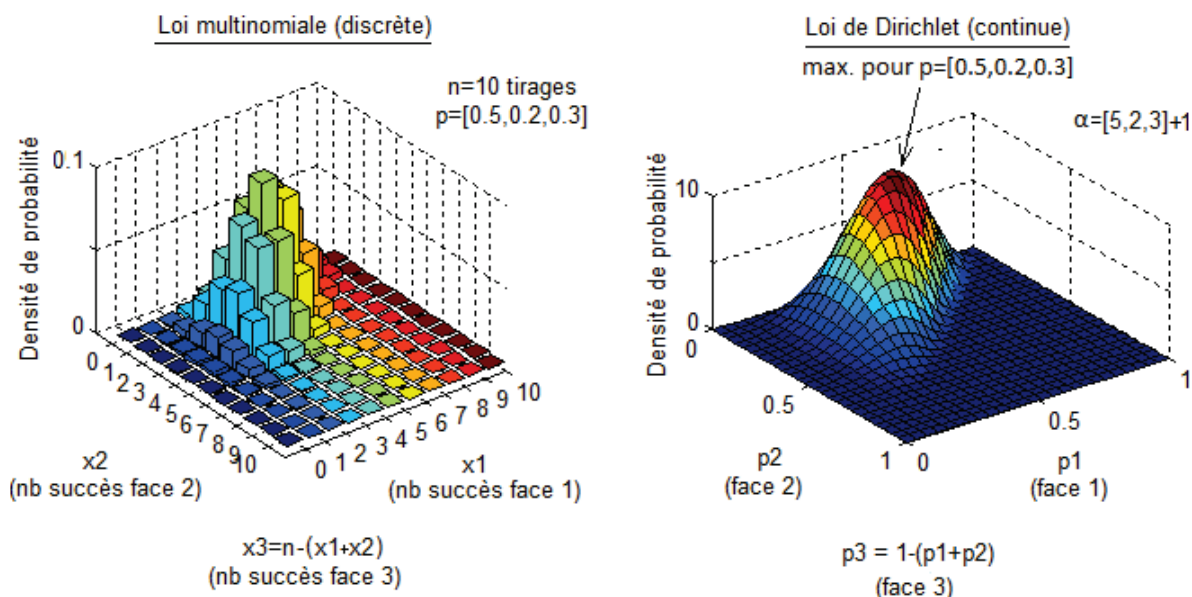 Loi multinomiale (discrète)
n=10 tirages
p=[0.5,0.2,0.3]
Densité de probabilité
0.1
0
0 1 2 3 4 5 6 7 8 9 10
x2
(nb succès face 2)
0 1 2 3 4 5 6 7 8 9 10
x1
(nb succès face 1)
x3=n-(x1+x2)
(nb succès face 3)
Loi de Dirichlet (continue)
max. pour p=[0.5,0.2,0.3]
α=[5,2,3]+1
Densité de probabilité
10
0
0
0.5
1
p2
(face 2)
0
0.5
1
p1
(face 1)
p3 = 1-(p1+p2)
(face 3)